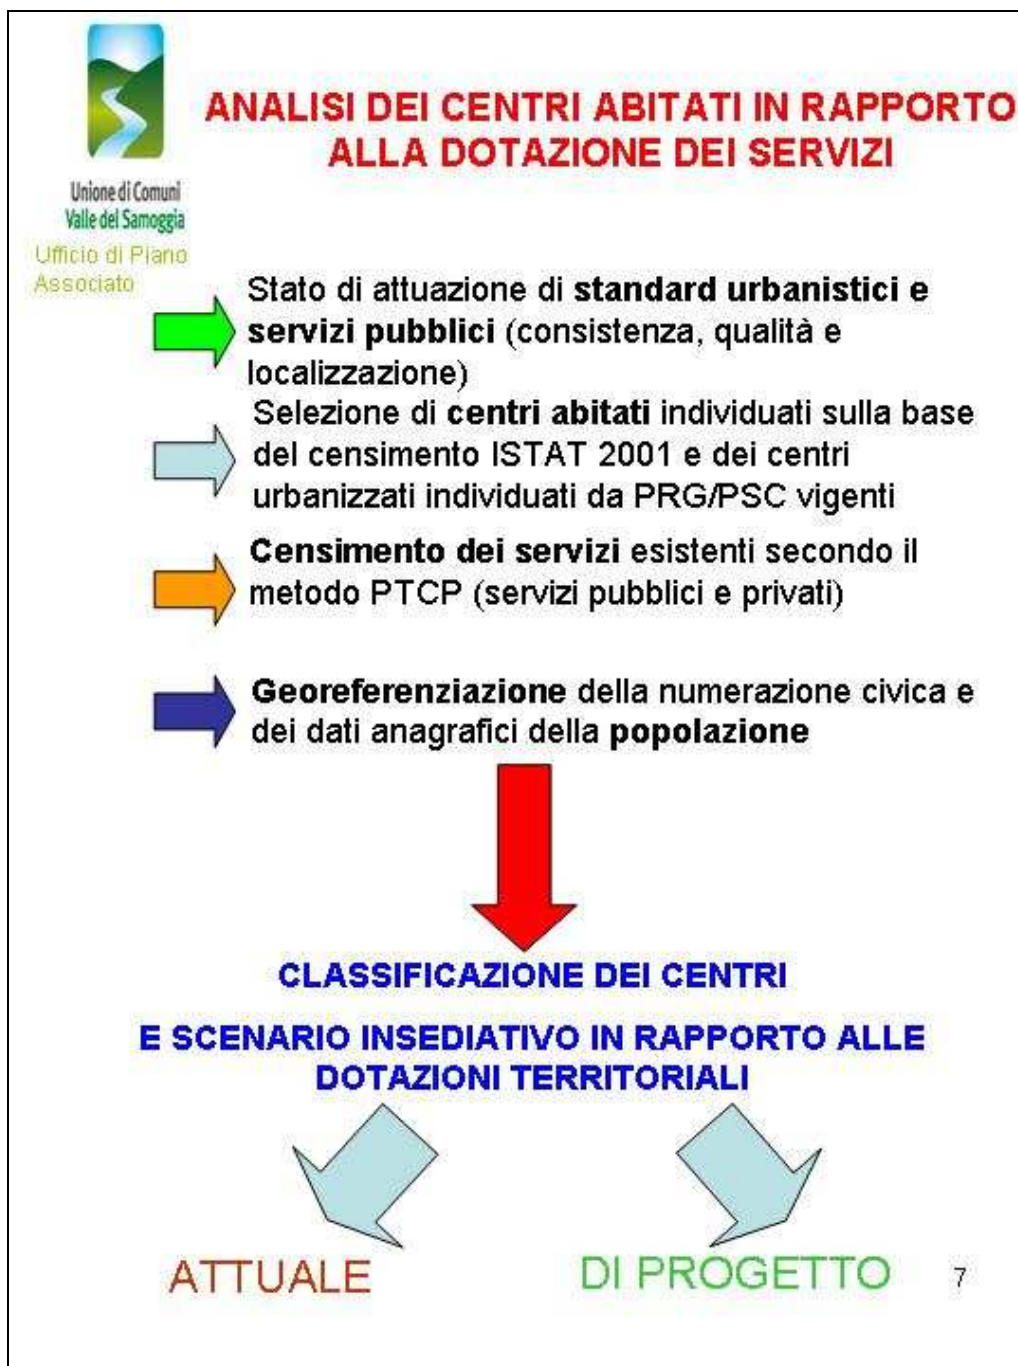 ANALISI DEI CENTRI ABITATI IN RAPPORTO
ALLA DOTAZIONE DEI SERVIZI
Unione di Comuni
Valle del Samoggia
Ufficio di Piano
Associato
Stato di attuazione di standard urbanistici e
servizi pubblici (consistenza, qualità e
localizzazione)
Selezione di centri abitati individuati sulla base
del censimento ISTAT 2001 e dei centri
urbanizzati individuati da PRG/PSC vigenti
Censimento dei servizi esistenti secondo il
metodo PTCP (servizi pubblici e privati)
Georeferenziazione della numerazione civica e
dei dati anagrafici della popolazione
CLASSIFICAZIONE DEI CENTRI
E SCENARIO INSEDIATIVO IN RAPPORTO ALLE
DOTAZIONI TERRITORIALI
ATTUALE
DI PROGETTO
7